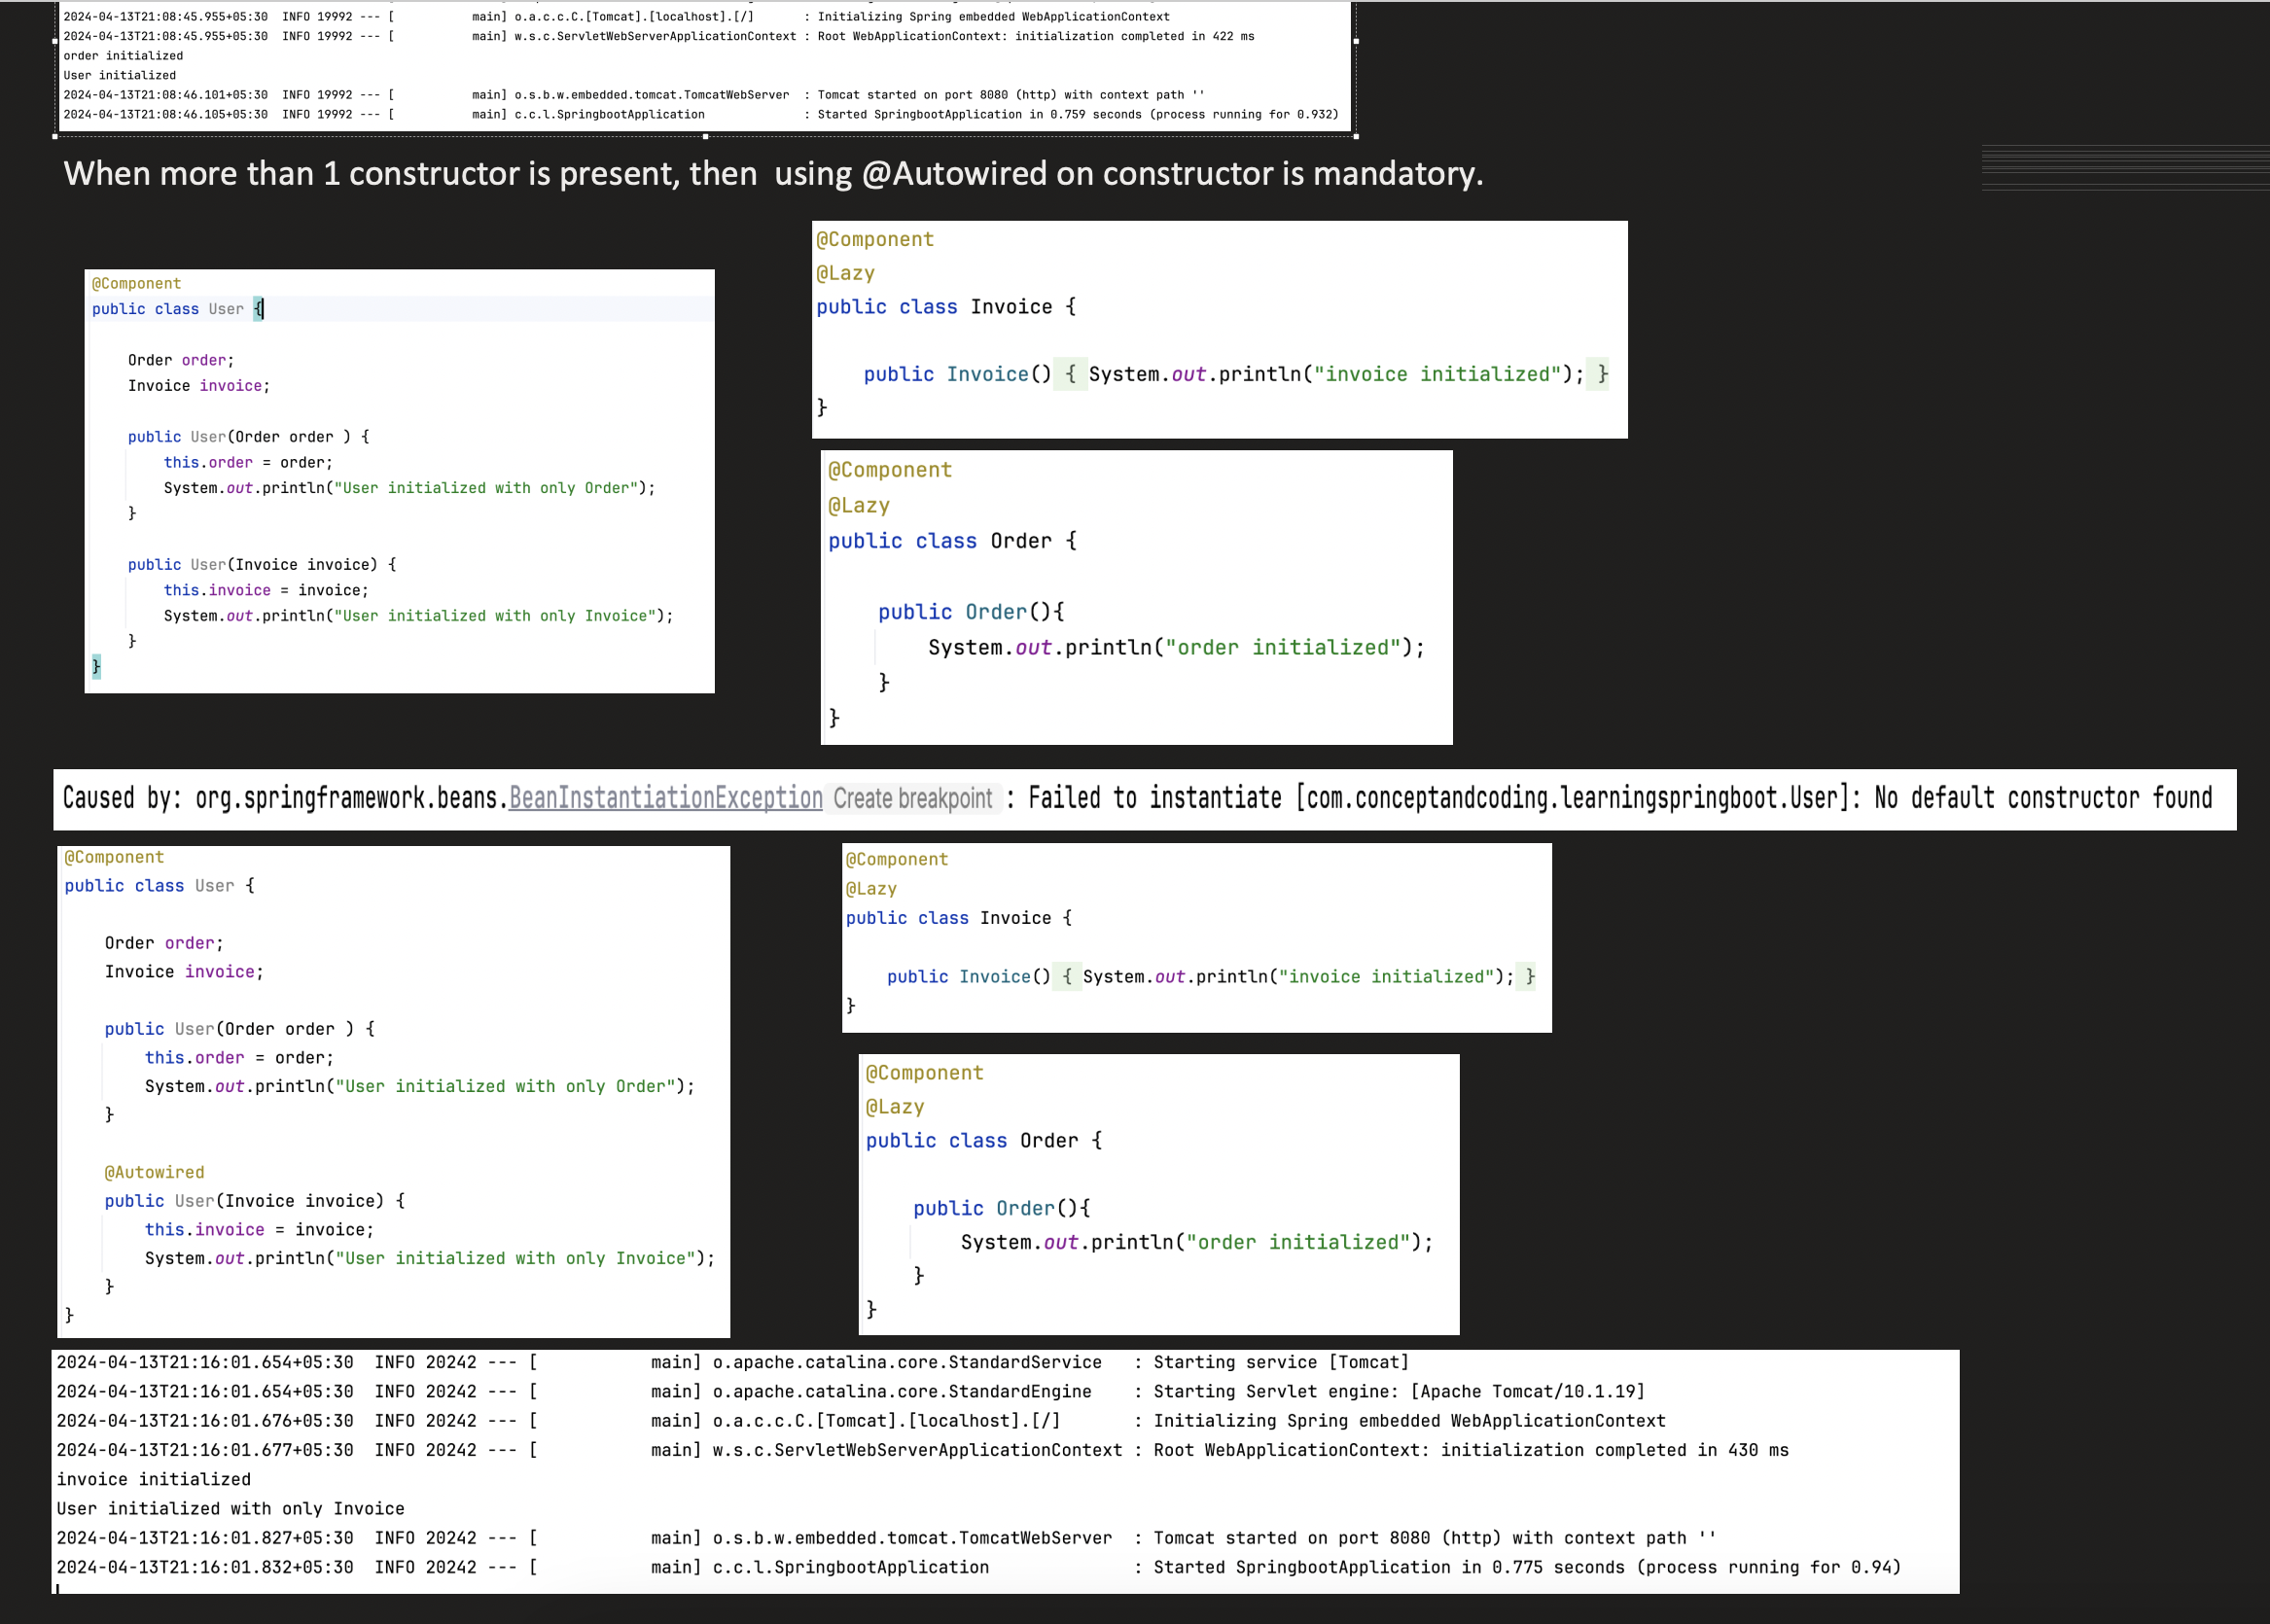 2024-04-13T21:08:45.955+05:30  INFO 19992 --- [           main] o.a.c.c.C.[Tomcat].[localhost].[/]       : Initializing Spring embedded WebApplicationContext
2024-04-13T21:08:45.955+05:30  INFO 19992 --- [           main] w.s.c.ServletWebServerApplicationContext : Root WebApplicationContext: initialization completed in 422 ms
order initialized
User initialized
2024-04-13T21:08:46.101+05:30  INFO 19992 --- [           main] o.s.b.w.embedded.tomcat.TomcatWebServer  : Tomcat started on port 8080 (http) with context path ''
2024-04-13T21:08:46.105+05:30  INFO 19992 --- [           main] c.c.l.SpringbootApplication              : Started SpringbootApplication in 0.759 seconds (process running for 0.932)
When more than 1 constructor is present, then  using @Autowired on constructor is mandatory.
@Component
public class User {
Order order;
Invoice invoice;
public User(Order order ) {
this.order = order;
System.out.println("User initialized with only Order");
}
public User(Invoice invoice) {
this.invoice = invoice;
System.out.println("User initialized with only Invoice");
}
}
@Component
@Lazy
public class Invoice {
public Invoice() { System.out.println("invoice initialized"); }
}
@Component
@Lazy
public class Order {
public Order(){
System.out.println("order initialized");
}
}
Caused by: org.springframework.beans.BeanInstantiationException Create breakpoint : Failed to instantiate [com.conceptandcoding.learningspringboot.User]: No default constructor found
@Component
public class User {
Order order;
Invoice invoice;
public User(Order order ) {
this.order = order;
System.out.println("User initialized with only Order");
}
@Autowired
public User(Invoice invoice) {
this.invoice = invoice;
System.out.println("User initialized with only Invoice");
}
}
@Component
@Lazy
public class Invoice {
public Invoice() { System.out.println("invoice initialized"); }
}
@Component
@Lazy
public class Order {
public Order(){
System.out.println("order initialized");
}
}
2024-04-13T21:16:01.654+05:30  INFO 20242 --- [           main] o.apache.catalina.core.StandardService   : Starting service [Tomcat]
2024-04-13T21:16:01.654+05:30  INFO 20242 --- [           main] o.apache.catalina.core.StandardEngine    : Starting Servlet engine: [Apache Tomcat/10.1.19]
2024-04-13T21:16:01.676+05:30  INFO 20242 --- [           main] o.a.c.c.C.[Tomcat].[localhost].[/]       : Initializing Spring embedded WebApplicationContext
2024-04-13T21:16:01.677+05:30  INFO 20242 --- [           main] w.s.c.ServletWebServerApplicationContext : Root WebApplicationContext: initialization completed in 430 ms
invoice initialized
User initialized with only Invoice
2024-04-13T21:16:01.827+05:30  INFO 20242 --- [           main] o.s.b.w.embedded.tomcat.TomcatWebServer  : Tomcat started on port 8080 (http) with context path ''
2024-04-13T21:16:01.832+05:30  INFO 20242 --- [           main] c.c.l.SpringbootApplication              : Started SpringbootApplication in 0.775 seconds (process running for 0.94)